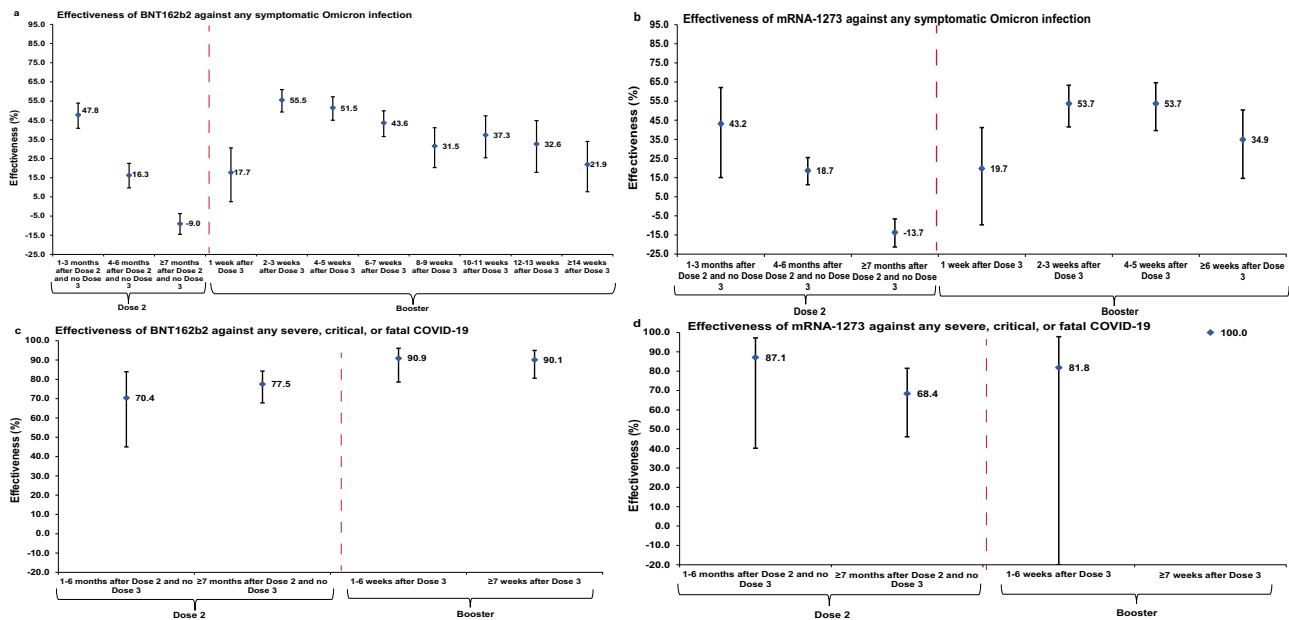 a Effectiveness of BNT162b2 against any symptomatic Omicron infection
Effectiveness (%)
95.0
85.0
75.0
65.0
55.0
45.0
35.0
25.0
15.0
5.0
-5.0
-15.0
-25.0
47.8
16.3
-9.0
17.7
55.5
51.5
43.6
31.5
37.3
32.6
21.9
1-3 months
after Dose 2
and no Dose
3
4-6 months
after Dose 2
and no Dose
3
≥7 months
after Dose 2
and no Dose
3
1 week after
Dose 3
2-3 weeks
after Dose 3
4-5 weeks
after Dose 3
6-7 weeks
after Dose 3
8-9 weeks
after Dose 3
10-11 weeks
after Dose 3
12-13 weeks
after Dose 3
≥14 weeks
after Dose 3
Dose 2
Booster
b Effectiveness of mRNA-1273 against any symptomatic Omicron infection
Effectiveness (%)
95.0
85.0
75.0
65.0
55.0
45.0
35.0
25.0
15.0
5.0
-5.0
-15.0
-25.0
43.2
18.7
-13.7
19.7
53.7
53.7
34.9
1-3 months after
Dose 2 and no Dose
3
4-6 months after
Dose 2 and no Dose
3
≥7 months after
Dose 2 and no Dose
3
1 week after Dose 3
2-3 weeks after
Dose 3
4-5 weeks after
Dose 3
≥6 weeks after Dose
3
Dose 2
Booster
c Effectiveness of BNT162b2 against any severe, critical, or fatal COVID-19
Effectiveness (%)
100.0
90.0
80.0
70.0
60.0
50.0
40.0
30.0
20.0
10.0
0.0
-10.0
-20.0
70.4
77.5
90.9
90.1
1-6 months after Dose 2 and no
Dose 3
≥7 months after Dose 2 and no
Dose 3
1-6 weeks after Dose 3
≥7 weeks after Dose 3
Dose 2
Booster
d Effectiveness of mRNA-1273 against any severe, critical, or fatal COVID-19
Effectiveness (%)
100.0
90.0
80.0
70.0
60.0
50.0
40.0
30.0
20.0
10.0
0.0
-10.0
-20.0
87.1
68.4
81.8
100.0
1-6 months after Dose 2 and no
Dose 3
≥7 months after Dose 2 and no
Dose 3
1-6 weeks after Dose 3
≥7 weeks after Dose 3
Dose 2
Booster